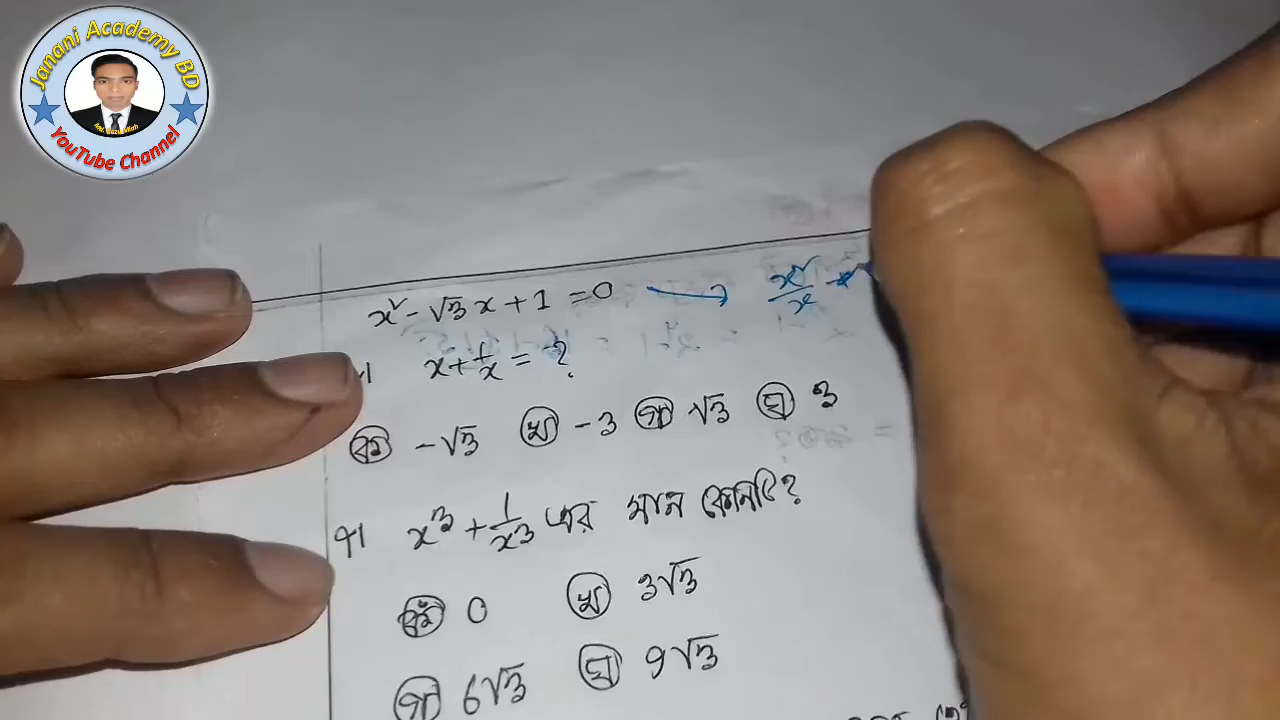 Janani Academy BD
YouTube Channel
x² - √3 x + 1 = 0 → x²/x -
x + 1/x = ?
ক -√3 খ -3 গ √3 ঘ 3
x³ + 1/x³ এর মান কোনটি?
ক 0 খ 3√3
গ 6√3 ঘ 9√3